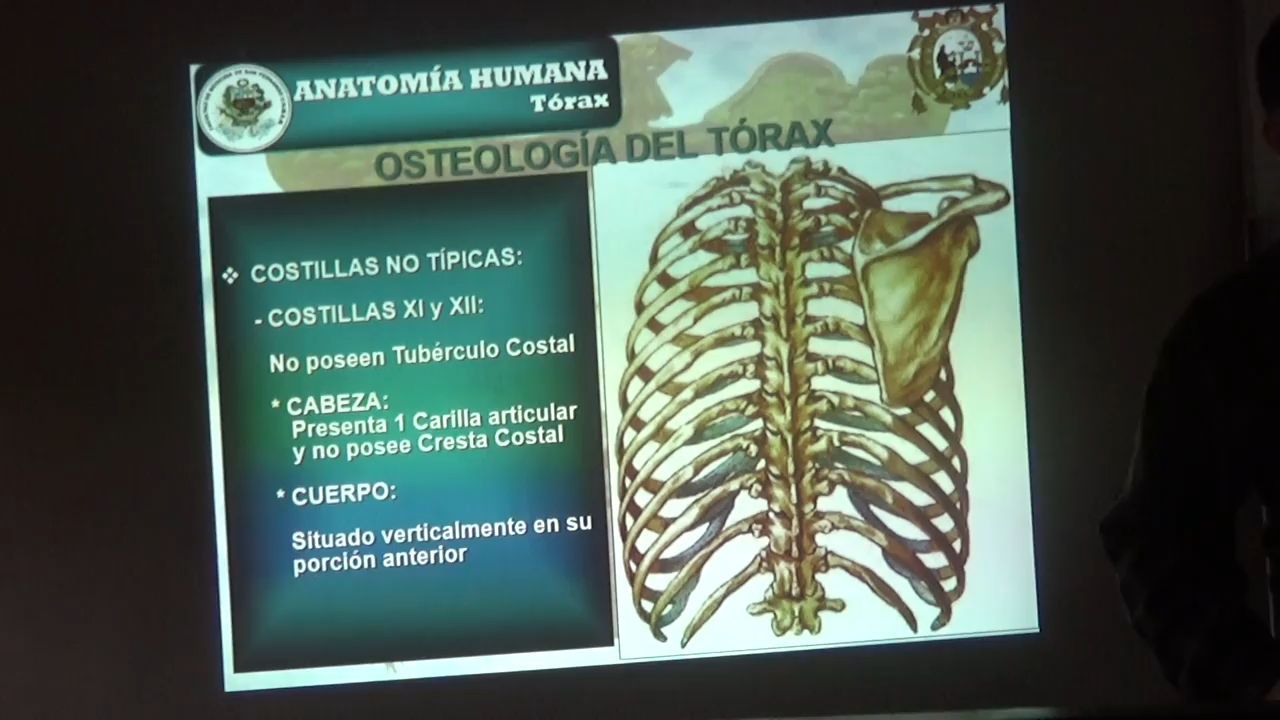 ANATOMÍA HUMANA
Tórax
OSTEOLOGÍA DEL TÓRAX
❖ COSTILLAS NO TÍPICAS:
- COSTILLAS XI y XII:
No poseen Tubérculo Costal
* CABEZA:
Presenta 1 Carilla articular
y no posee Cresta Costal
* CUERPO:
Situado verticalmente en su
porción anterior